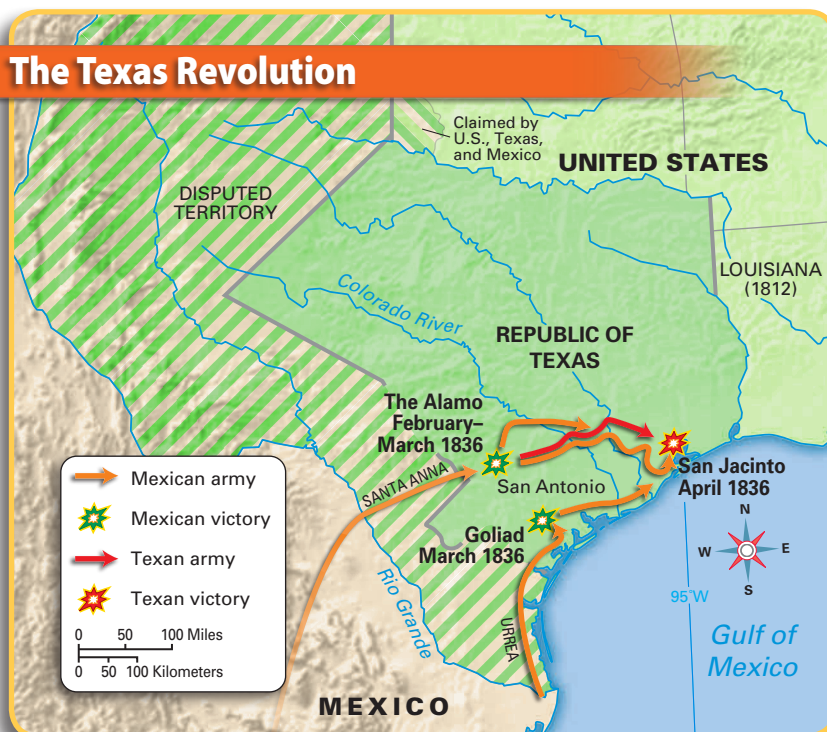 The Texas Revolution
Claimed by
U.S., Texas,
and Mexico
UNITED STATES
DISPUTED
TERRITORY
LOUISIANA
(1812)
Colorado River
REPUBLIC OF
TEXAS
The Alamo
February–
March 1836
SANTA ANNA
San Antonio
San Jacinto
April 1836
Goliad
March 1836
Mexican army
Mexican victory
Texan army
Texan victory
0 50 100 Miles
0 50 100 Kilometers
N
W E
S
95°W
Rio Grande
URREA
Gulf of
Mexico
MEXICO